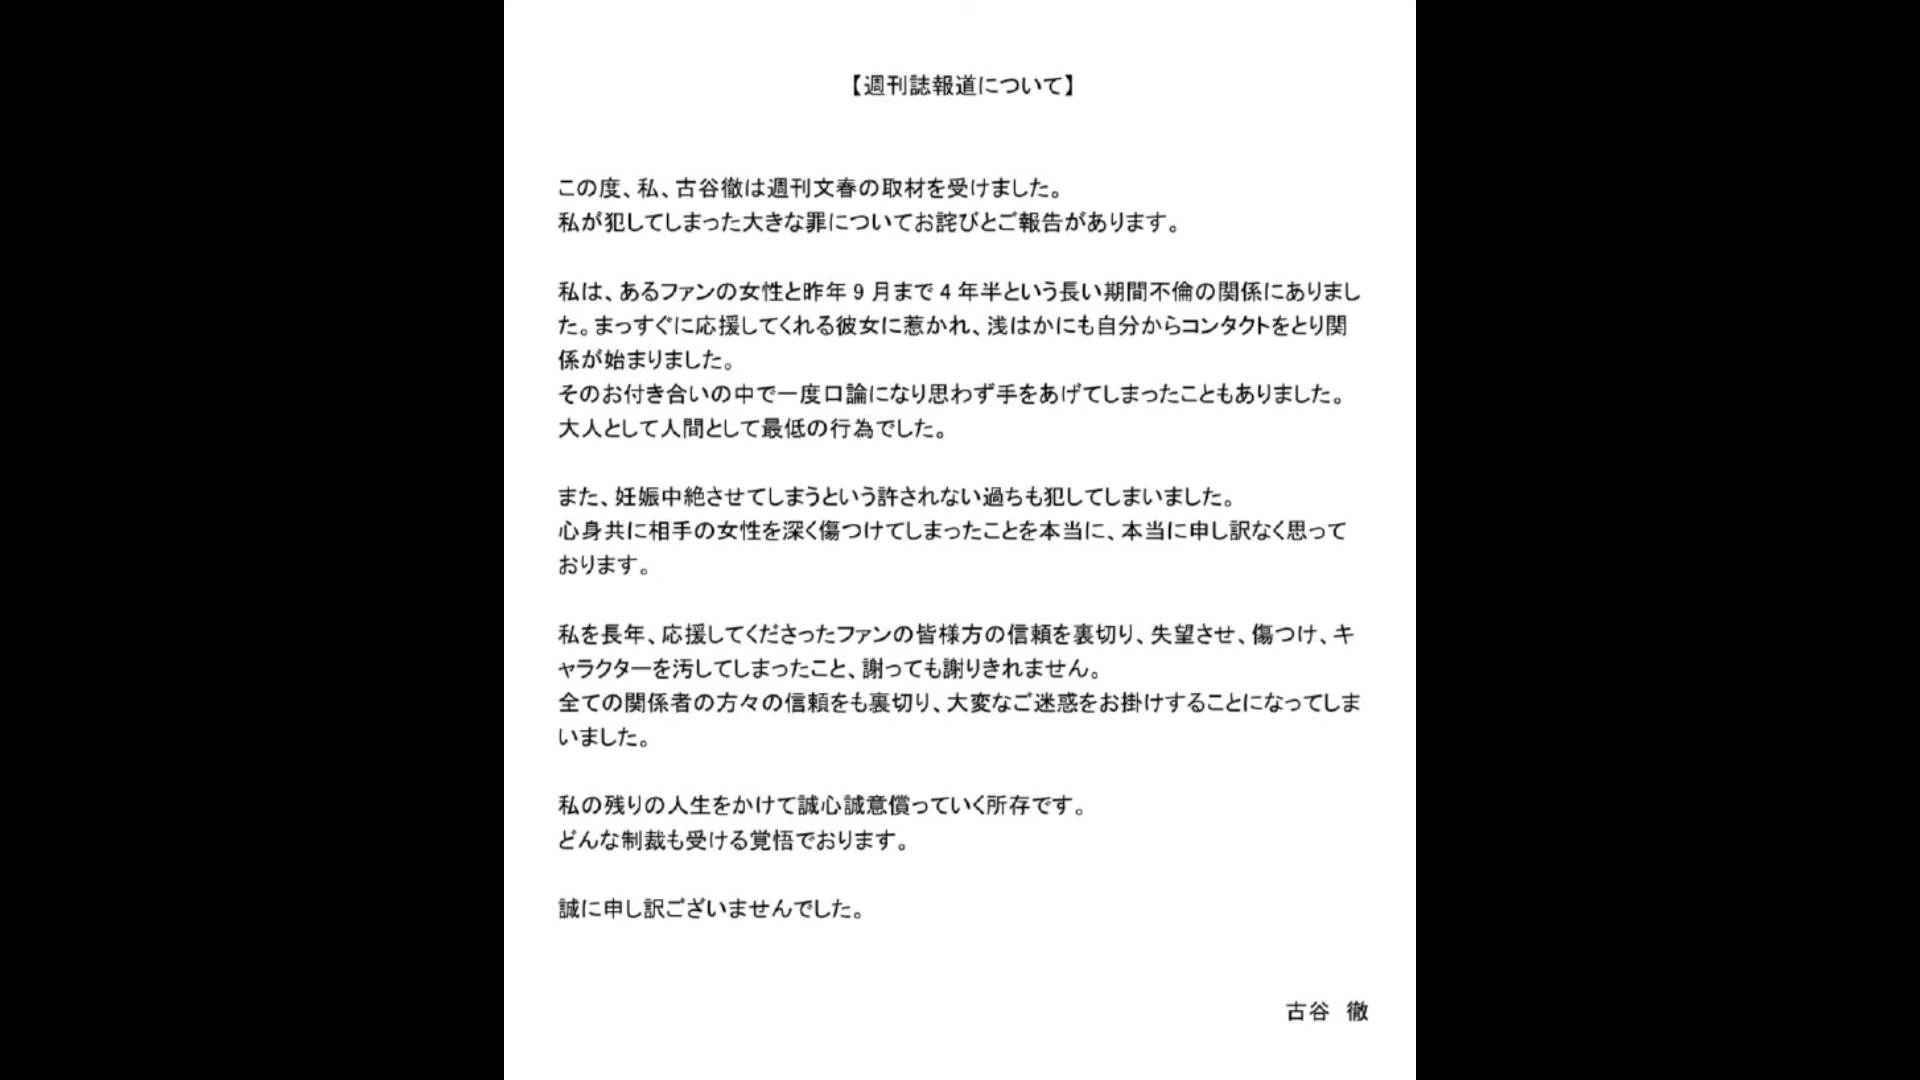 【週刊誌報道について】
この度、私、古谷徹は週刊文春の取材を受けました。
私が犯してしまった大きな罪についてお詫びとご報告があります。
私は、あるファンの女性と昨年 9 月まで 4 年半という長い期間不倫の関係にありまし
た。まっすぐに応援してくれる彼女に惹かれ、浅はかにも自分からコンタクトをとり関
係が始まりました。
そのお付き合いの中で一度口論になり思わず手をあげてしまったこともありました。
大人として人間として最低の行為でした。
また、妊娠中絶させてしまうという許されない過ちも犯してしまいました。
心身共に相手の女性を深く傷つけてしまったことを本当に、本当に申し訳なく思って
おります。
私を長年、応援してくださったファンの皆様方の信頼を裏切り、失望させ、傷つけ、キ
ャラクターを汚してしまったこと、謝っても謝りきれません。
全ての関係者の方々の信頼をも裏切り、大変なご迷惑をお掛けすることになってしま
いました。
私の残りの人生をかけて誠心誠意償っていく所存です。
どんな制裁も受ける覚悟でおります。
誠に申し訳ございませんでした。
古谷　徹